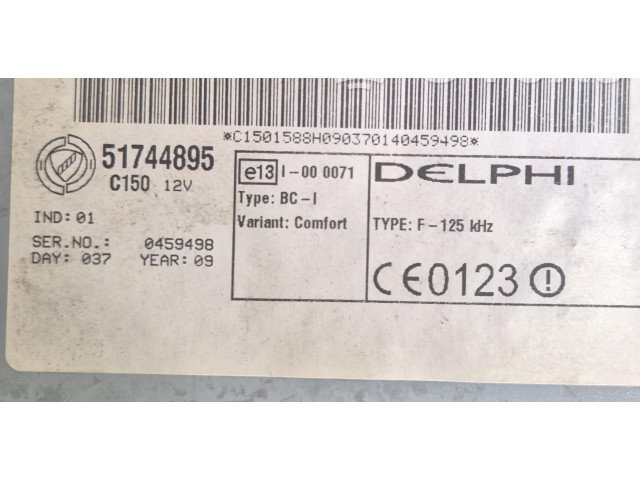 *C1501588H090370140459498*
51744895
C150 12V
IND: 01
SER.NO.: 0459498
DAY: 037 YEAR: 09
e13 I-00 0071
Type: BC-I
Variant: Comfort
DELPHI
TYPE: F-125 kHz
CE0123